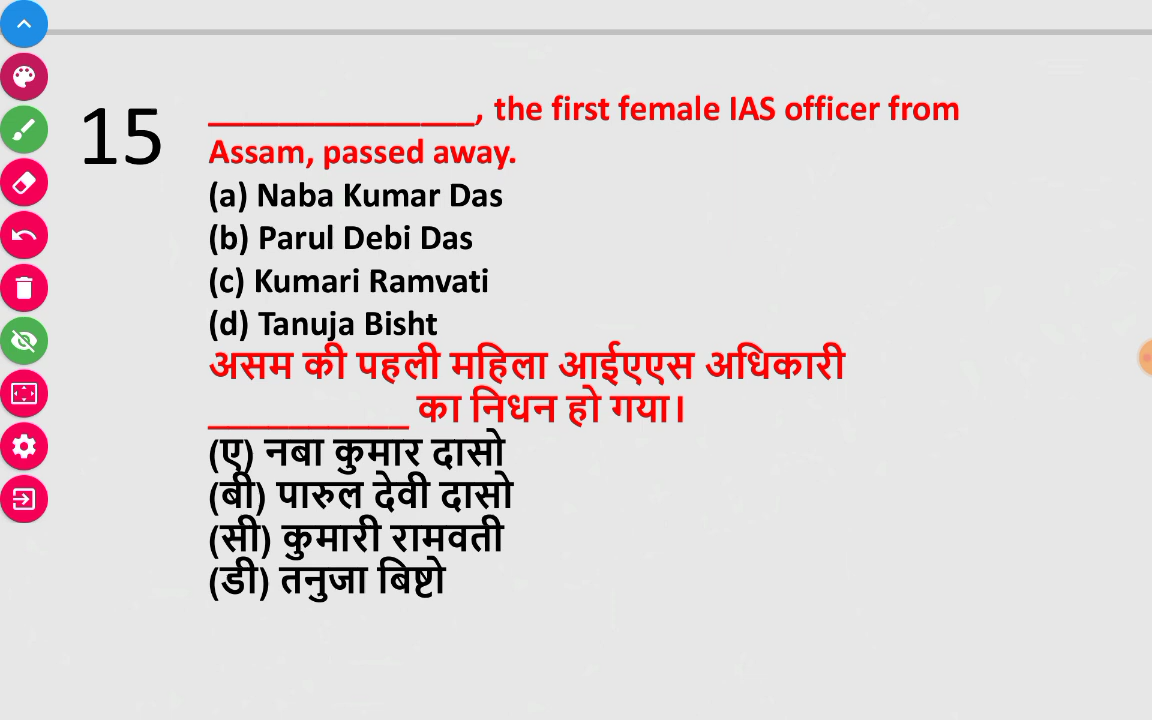 15
_______________, the first female IAS officer from
Assam, passed away.
(a) Naba Kumar Das
(b) Parul Debi Das
(c) Kumari Ramvati
(d) Tanuja Bisht
असम की पहली महिला आईएएस अधिकारी
__________ का निधन हो गया।
(ए) नबा कुमार दासो
(बी) पारुल देवी दासो
(सी) कुमारी रामवती
(डी) तनुजा बिष्टो